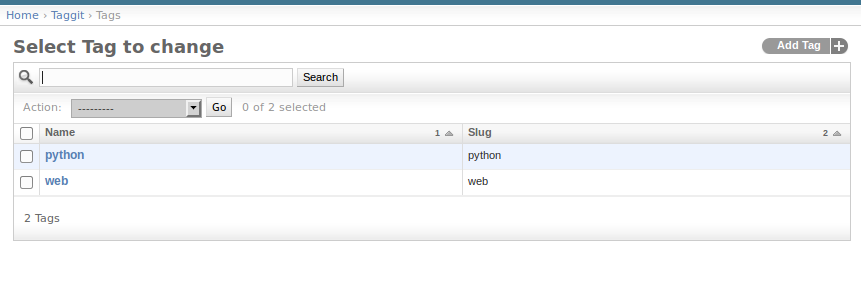 Home › Taggit › Tags
Select Tag to change
Add Tag +
Search
Action: --------- Go 0 of 2 selected
Name 1 Slug 2
python python
web web
2 Tags